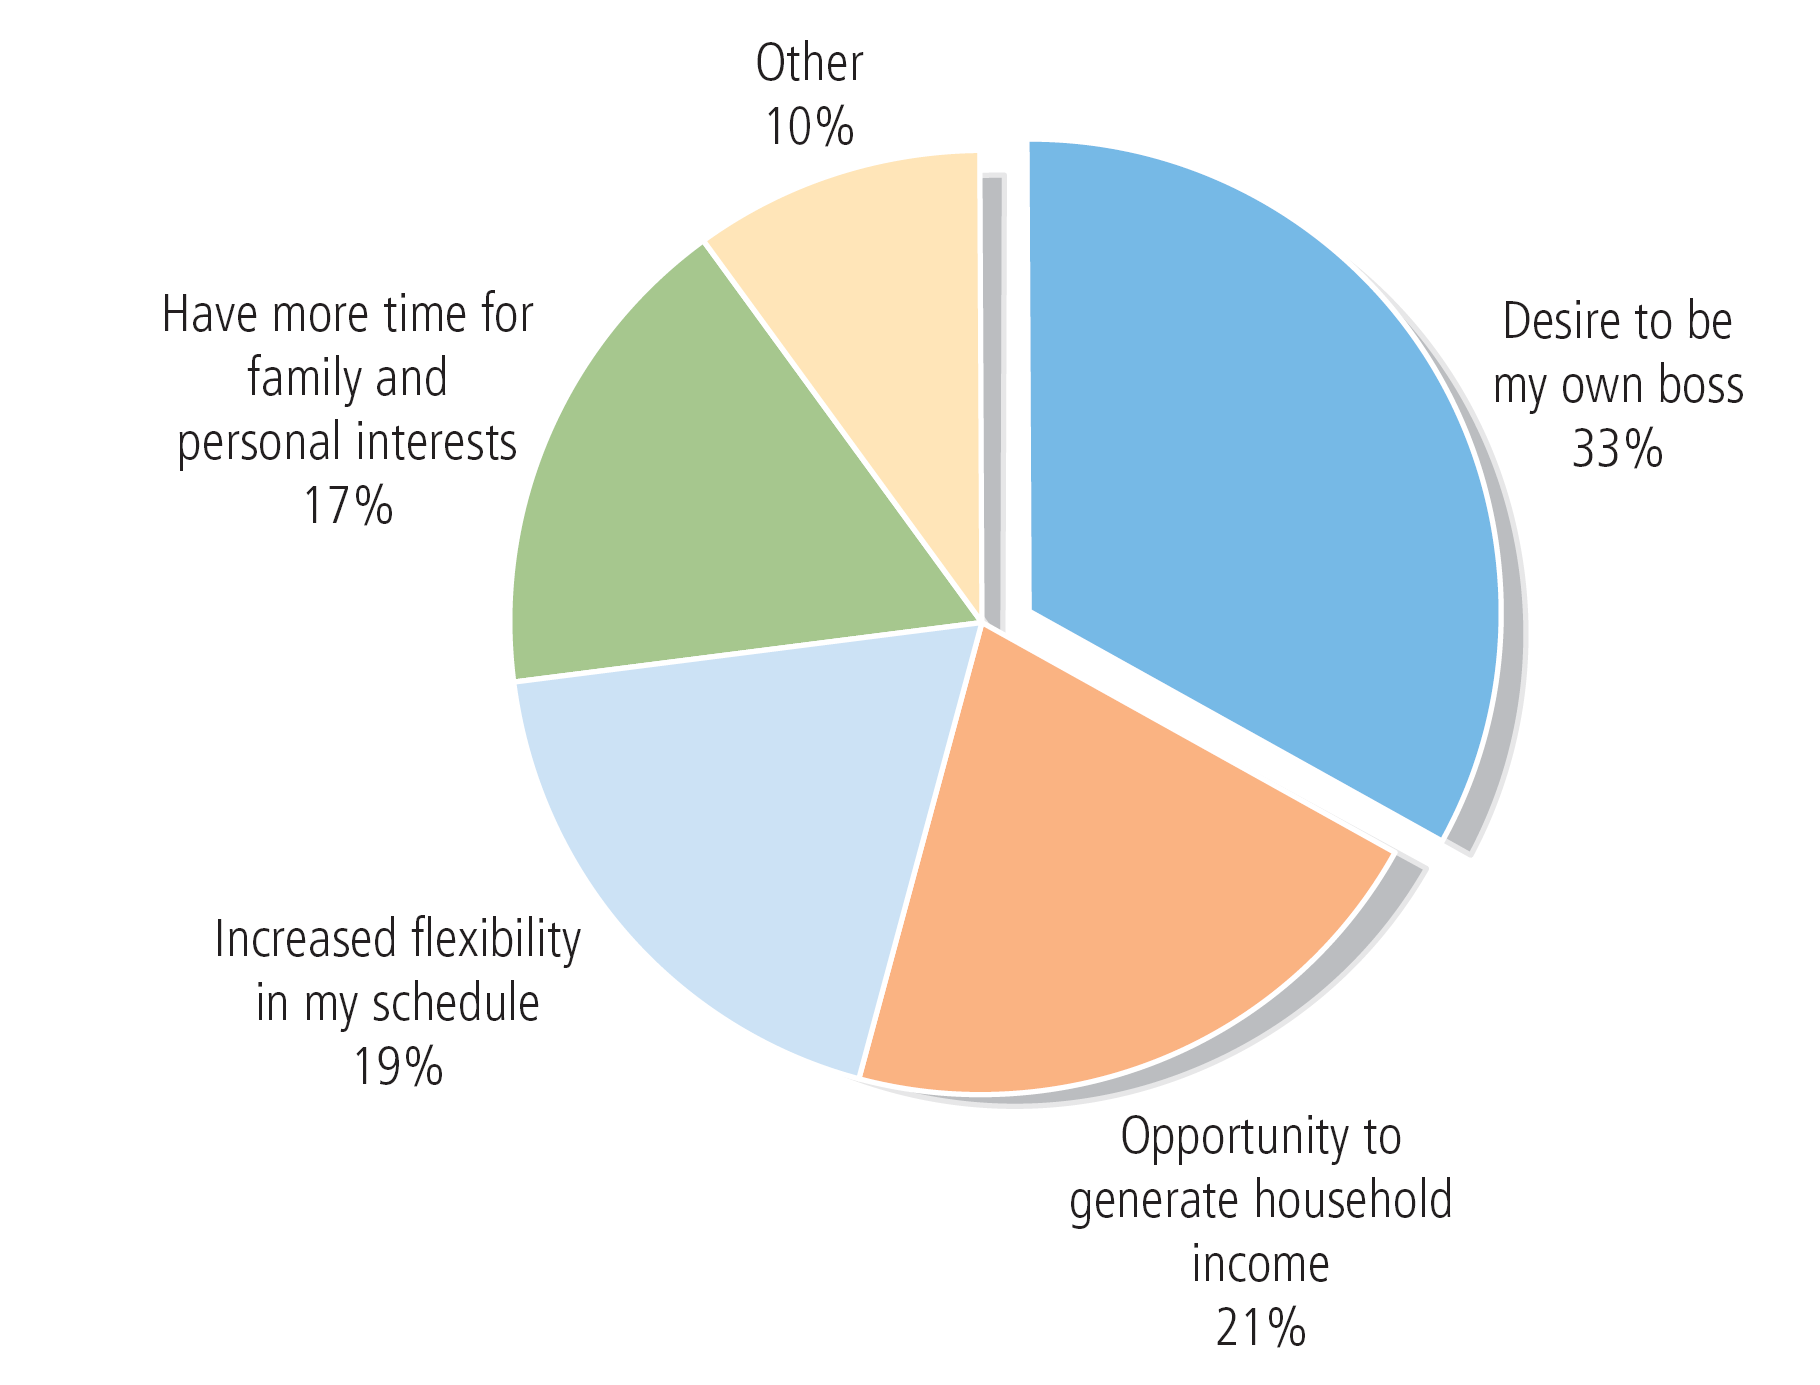 Other
10%
Desire to be
my own boss
33%
Have more time for
family and
personal interests
17%
Increased flexibility
in my schedule
19%
Opportunity to
generate household
income
21%